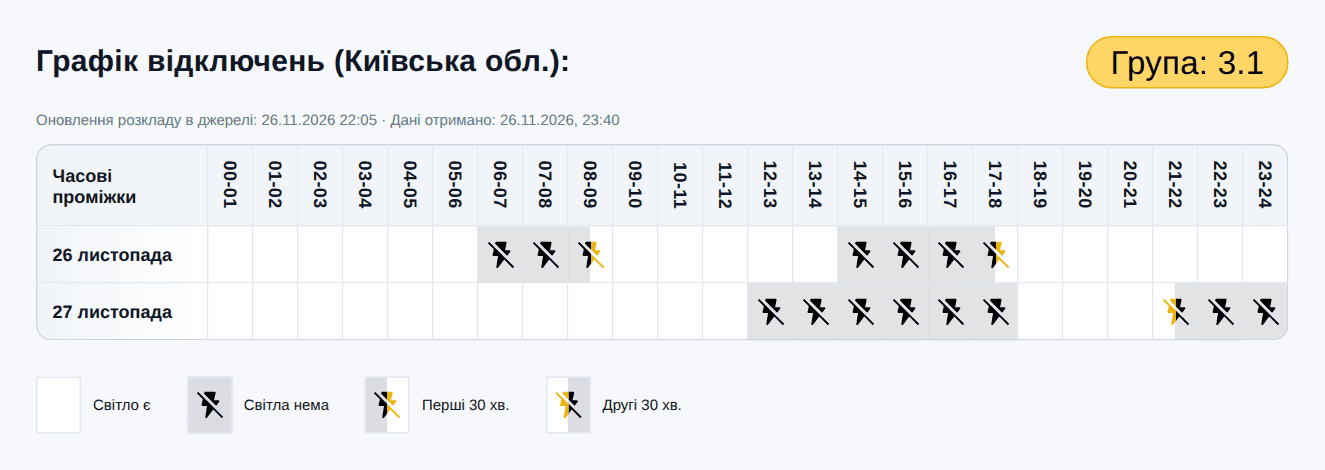 Графік відключень (Київська обл.):
Група: 3.1
Оновлення розкладу в джерелі: 26.11.2026 22:05 · Дані отримано: 26.11.2026, 23:40
Часові
проміжки
00-01
01-02
02-03
03-04
04-05
05-06
06-07
07-08
08-09
09-10
10-11
11-12
12-13
13-14
14-15
15-16
16-17
17-18
18-19
19-20
20-21
21-22
22-23
23-24
26 листопада
27 листопада
Світло є
Світла нема
Перші 30 хв.
Другі 30 хв.